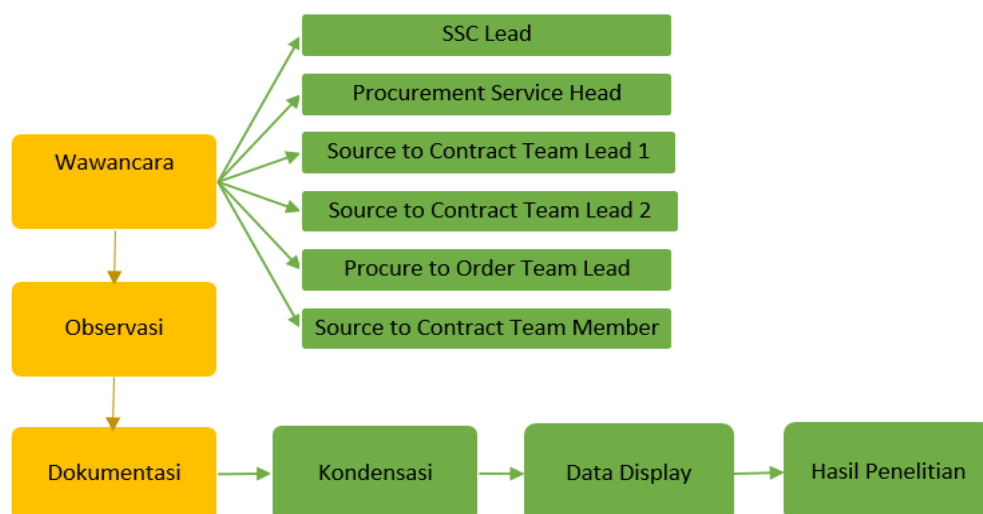 SSC Lead
Procurement Service Head
Wawancara
Source to Contract Team Lead 1
Source to Contract Team Lead 2
Procure to Order Team Lead
Observasi
Source to Contract Team Member
Dokumentasi
Kondensasi
Data Display
Hasil Penelitian